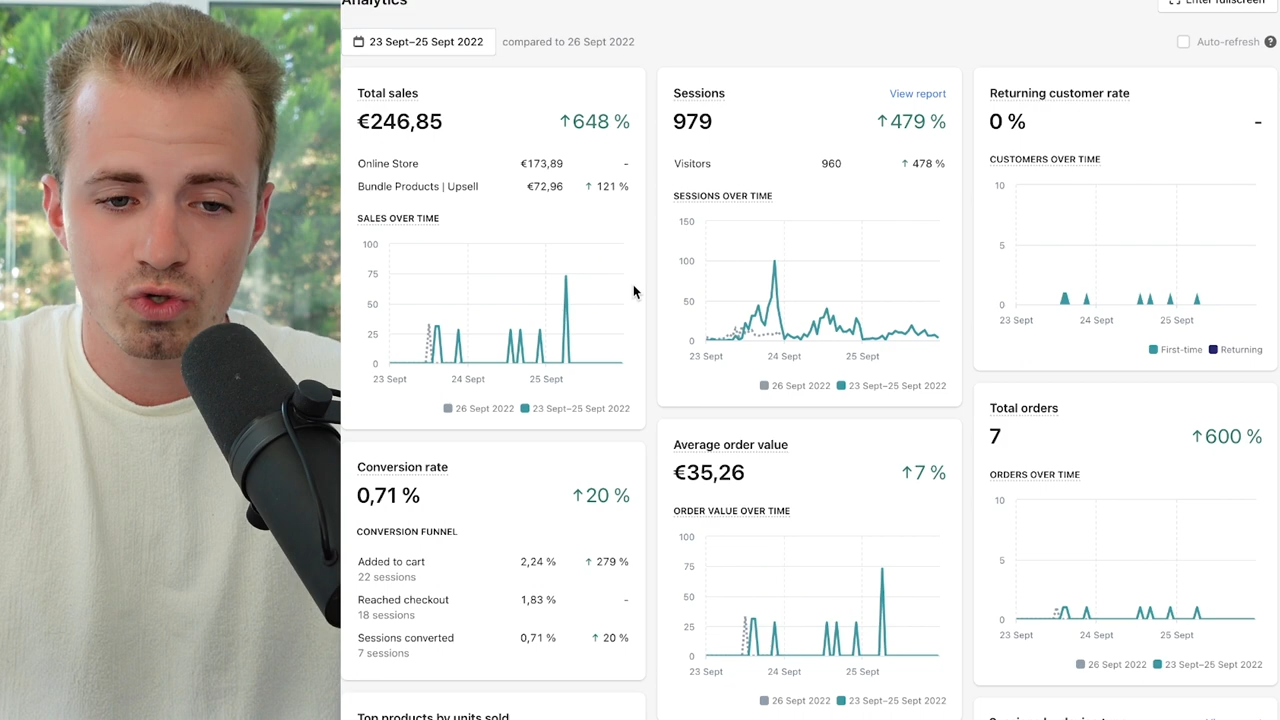 Analytics
Enter fullscreen
23 Sept–25 Sept 2022 compared to 26 Sept 2022
Auto-refresh
Total sales
€246,85 ↑648 %
Online Store €173,89 -
Bundle Products | Upsell €72,96 ↑ 121 %
SALES OVER TIME
100
75
50
25
0
23 Sept 24 Sept 25 Sept
26 Sept 2022 23 Sept–25 Sept 2022
Conversion rate
0,71 % ↑20 %
CONVERSION FUNNEL
Added to cart 2,24 % ↑ 279 %
22 sessions
Reached checkout 1,83 % -
18 sessions
Sessions converted 0,71 % ↑ 20 %
7 sessions
Top products by units sold
Sessions View report
979 ↑479 %
Visitors 960 ↑ 478 %
SESSIONS OVER TIME
150
100
50
0
23 Sept 24 Sept 25 Sept
26 Sept 2022 23 Sept–25 Sept 2022
Average order value
€35,26 ↑7 %
ORDER VALUE OVER TIME
100
75
50
25
0
23 Sept 24 Sept 25 Sept
26 Sept 2022 23 Sept–25 Sept 2022
Returning customer rate
0 % -
CUSTOMERS OVER TIME
10
5
0
23 Sept 24 Sept 25 Sept
First-time Returning
Total orders
7 ↑600 %
ORDERS OVER TIME
10
5
0
23 Sept 24 Sept 25 Sept
26 Sept 2022 23 Sept–25 Sept 2022